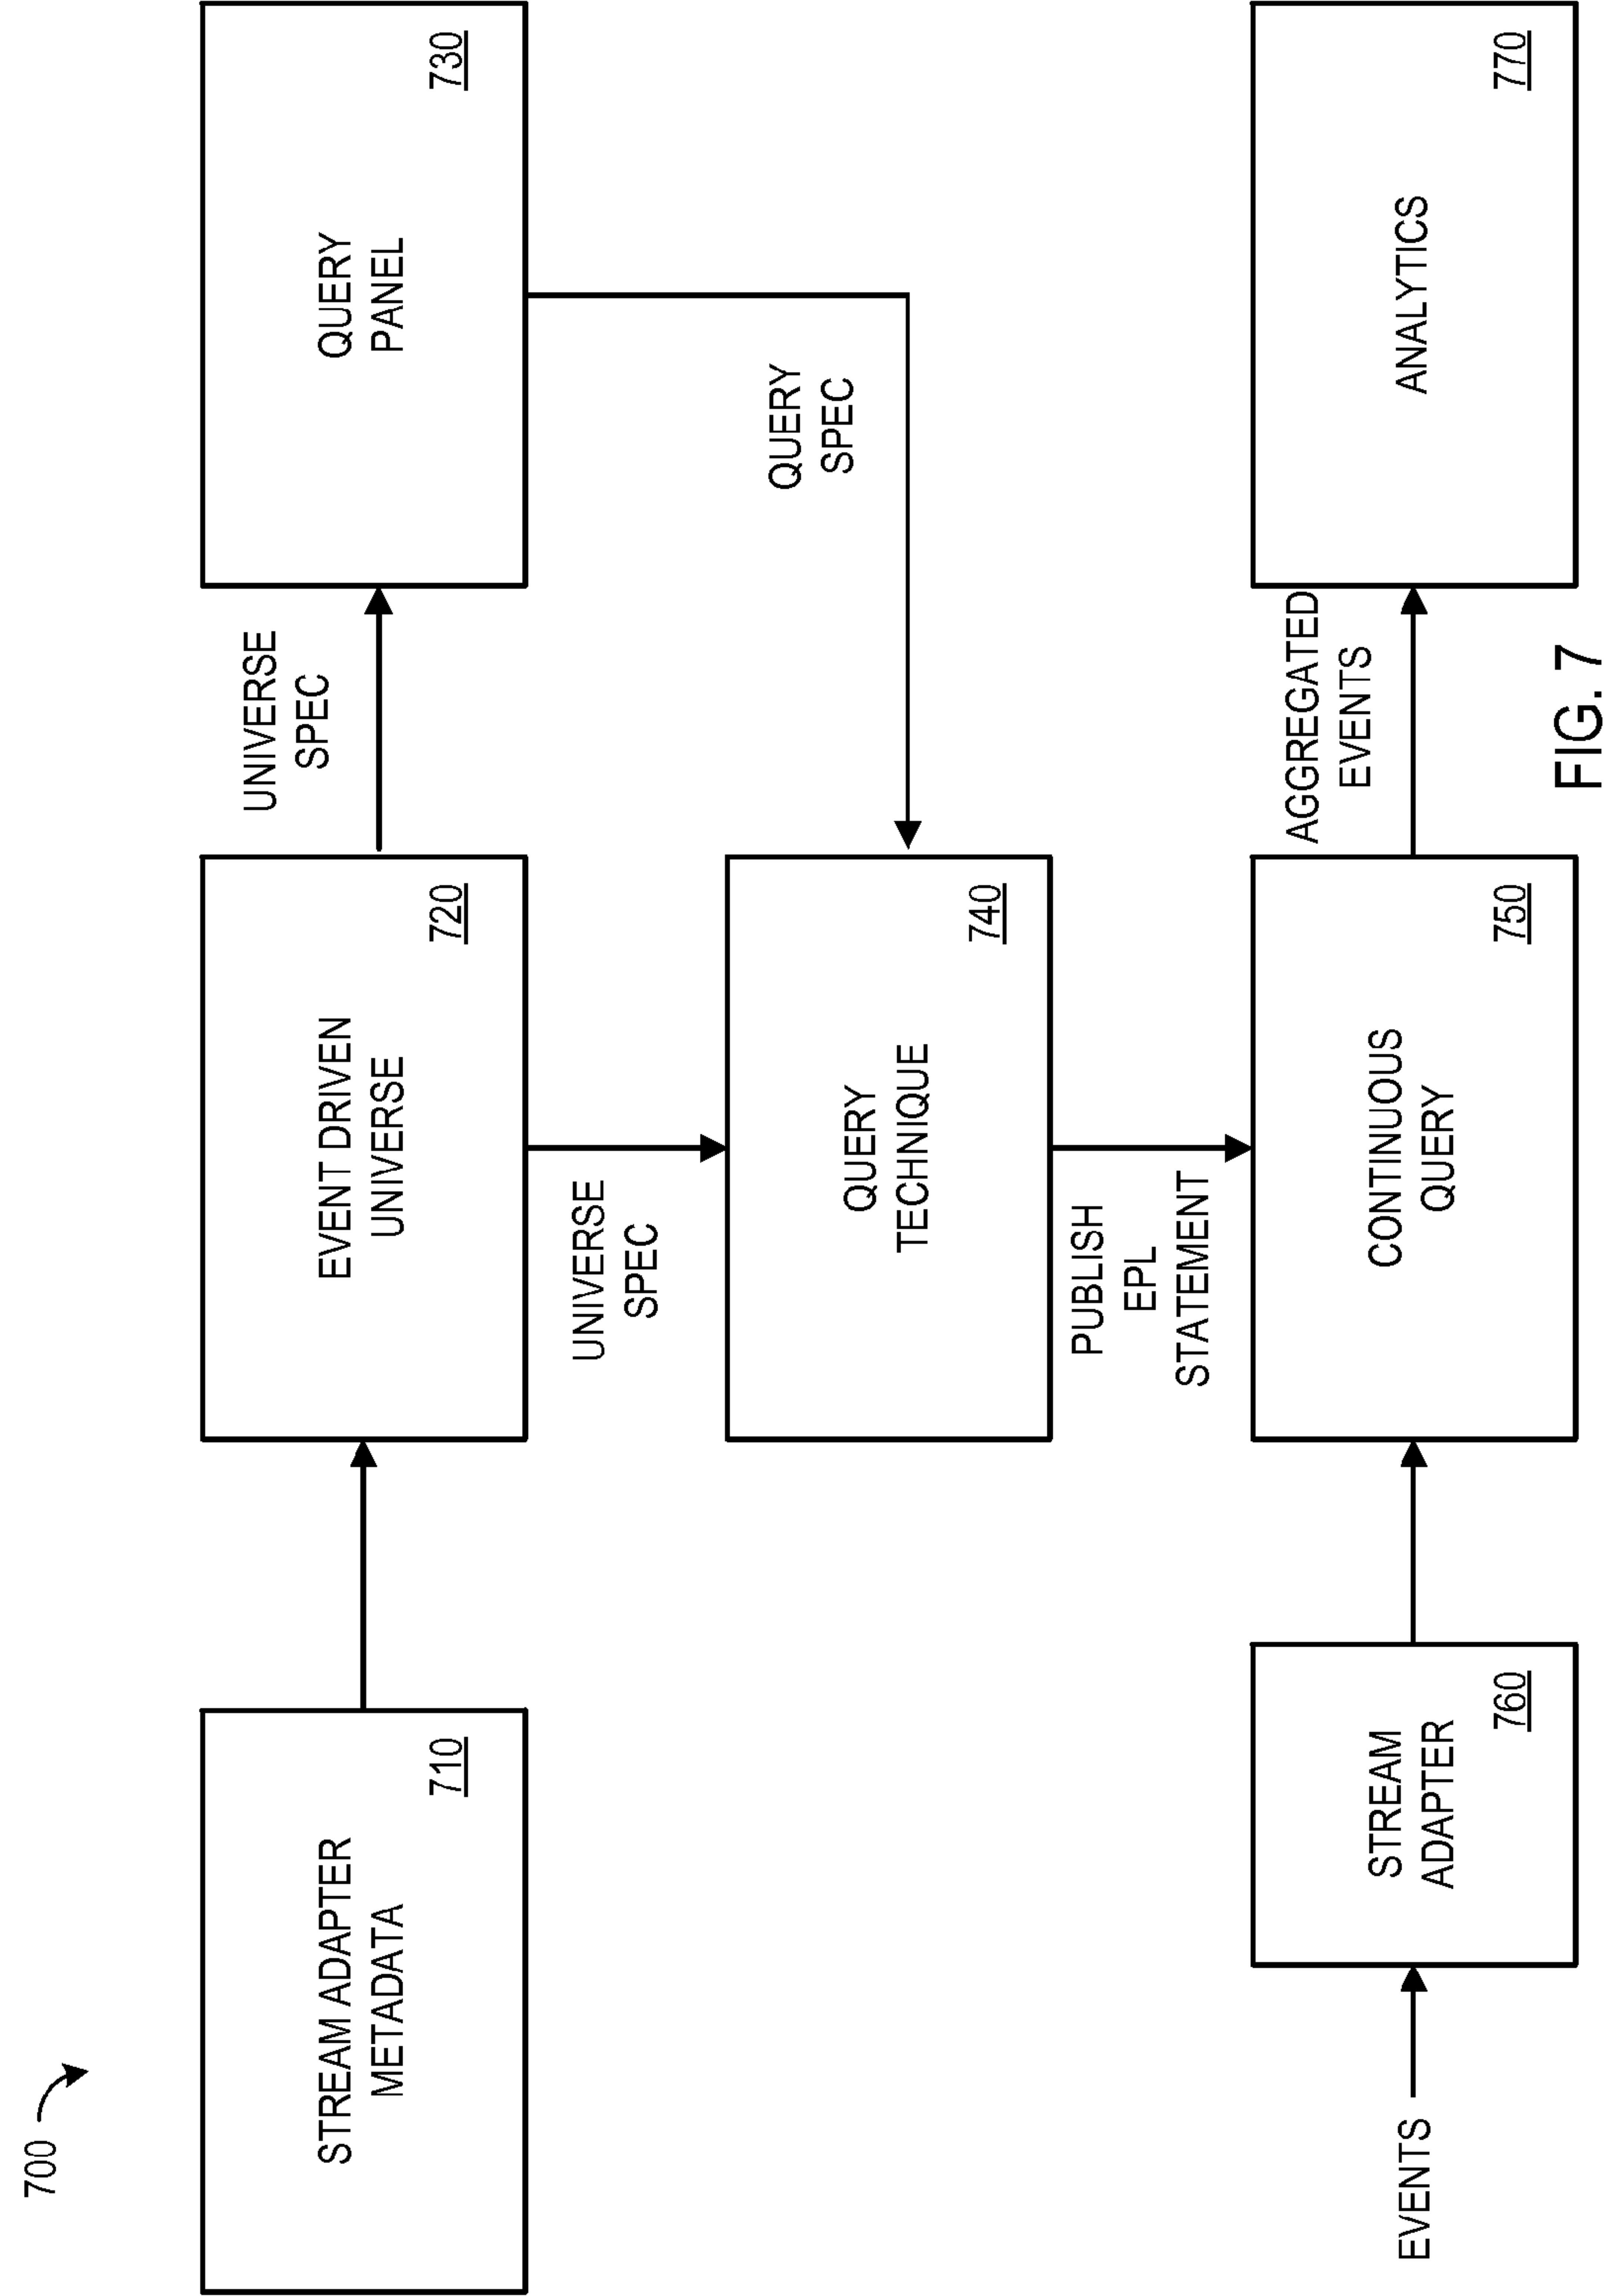 700
STREAM ADAPTER
METADATA
710
EVENT DRIVEN
UNIVERSE
720
UNIVERSE
SPEC
QUERY
PANEL
730
UNIVERSE
SPEC
QUERY
SPEC
QUERY
TECHNIQUE
740
PUBLISH
EPL
STATEMENT
EVENTS
STREAM
ADAPTER
760
CONTINUOUS
QUERY
750
AGGREGATED
EVENTS
ANALYTICS
770
FIG. 7